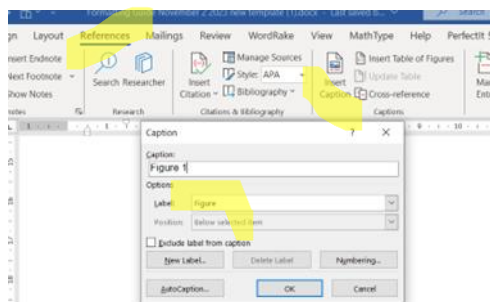 Formatting Guide November 2 2023 new template (1).docx - Last saved
gn Layout References Mailings Review WordRake View MathType Help PerfectIt
nsert Endnote Manage Sources Insert Table of Figures
Next Footnote Style: APA Update Table
Show Notes Search Researcher Insert Citation Bibliography Insert Caption Cross-reference
Research Citations & Bibliography Captions
Caption ? ×
Caption:
Figure 1
Options
Label: Figure
Position: Below selected item
Exclude label from caption
New Label... Delete Label Numbering...
AutoCaption... OK Cancel